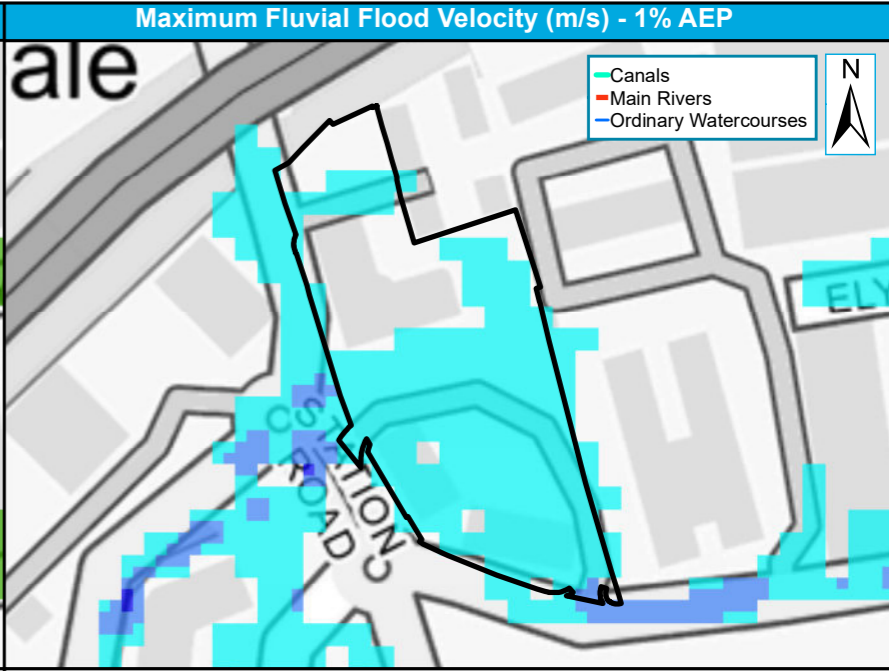 Maximum Fluvial Flood Velocity (m/s) - 1% AEP
ale
Canals
Main Rivers
Ordinary Watercourses
N
ELY
STATION
ROAD